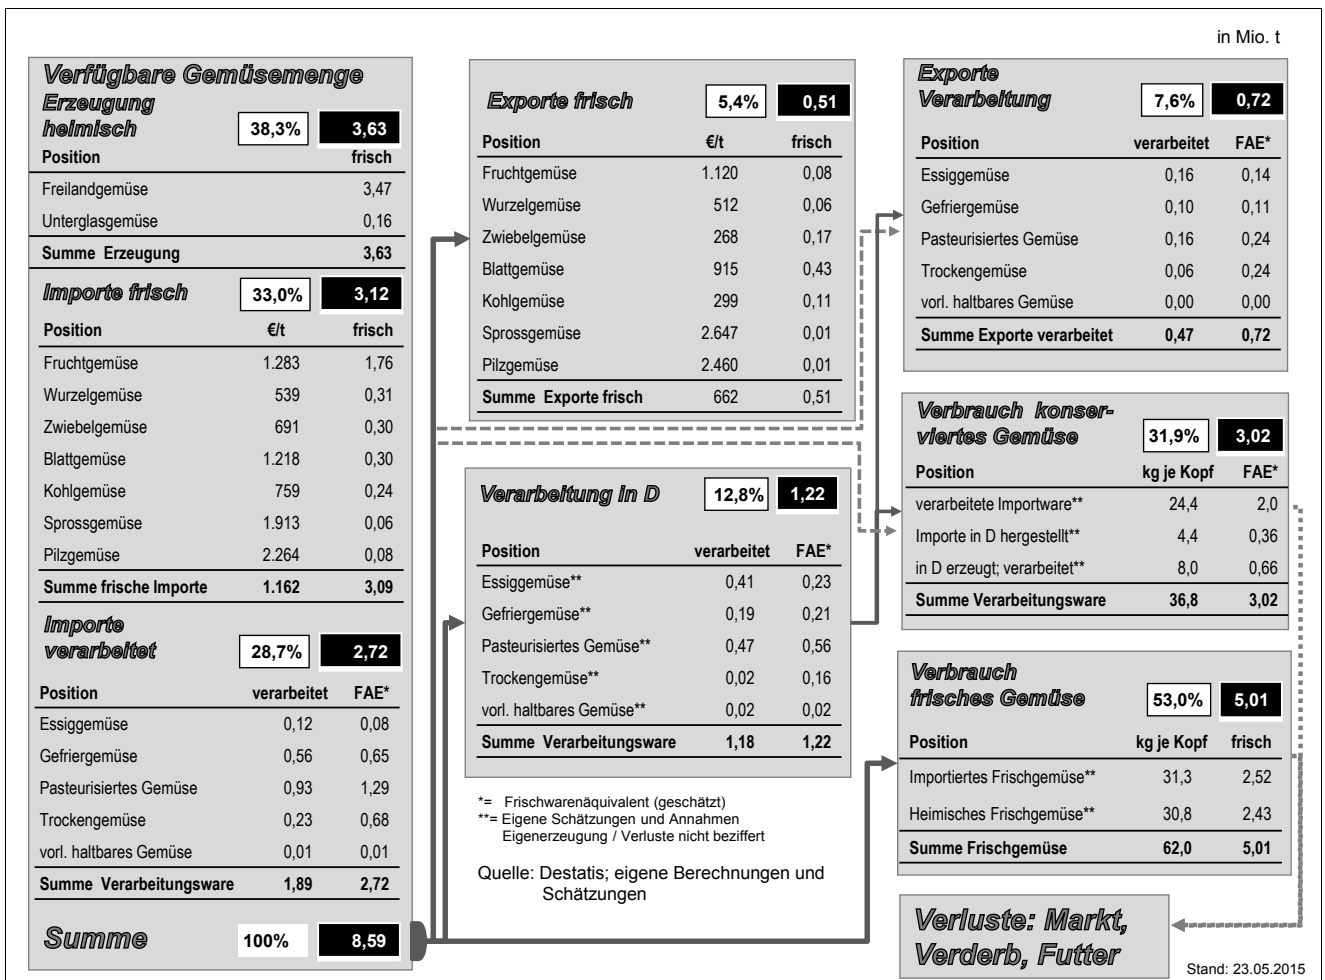 in Mio. t
Verfügbare Gemüsemenge
Erzeugung
heimisch 38,3% 3,63
Position frisch
Freilandgemüse 3,47
Unterglasgemüse 0,16
Summe Erzeugung 3,63
Importe frisch 33,0% 3,12
Position €/t frisch
Fruchtgemüse 1.283 1,76
Wurzelgemüse 539 0,31
Zwiebelgemüse 691 0,30
Blattgemüse 1.218 0,30
Kohlgemüse 759 0,24
Sprossgemüse 1.913 0,06
Pilzgemüse 2.264 0,08
Summe frische Importe 1.162 3,09
Importe
verarbeitet 28,7% 2,72
Position verarbeitet FAE*
Essiggemüse 0,12 0,08
Gefriergemüse 0,56 0,65
Pasteurisiertes Gemüse 0,93 1,29
Trockengemüse 0,23 0,68
vorl. haltbares Gemüse 0,01 0,01
Summe Verarbeitungsware 1,89 2,72
Summe 100% 8,59
Exporte frisch 5,4% 0,51
Position €/t frisch
Fruchtgemüse 1.120 0,08
Wurzelgemüse 512 0,06
Zwiebelgemüse 268 0,17
Blattgemüse 915 0,43
Kohlgemüse 299 0,11
Sprossgemüse 2.647 0,01
Pilzgemüse 2.460 0,01
Summe Exporte frisch 662 0,51
Verarbeitung in D 12,8% 1,22
Position verarbeitet FAE*
Essiggemüse** 0,41 0,23
Gefriergemüse** 0,19 0,21
Pasteurisiertes Gemüse** 0,47 0,56
Trockengemüse** 0,02 0,16
vorl. haltbares Gemüse** 0,02 0,02
Summe Verarbeitungsware 1,18 1,22
*= Frischwarenäquivalent (geschätzt)
**= Eigene Schätzungen und Annahmen
Eigenerzeugung / Verluste nicht beziffert
Quelle: Destatis; eigene Berechnungen und
Schätzungen
Exporte
Verarbeitung 7,6% 0,72
Position verarbeitet FAE*
Essiggemüse 0,16 0,14
Gefriergemüse 0,10 0,11
Pasteurisiertes Gemüse 0,16 0,24
Trockengemüse 0,06 0,24
vorl. haltbares Gemüse 0,00 0,00
Summe Exporte verarbeitet 0,47 0,72
Verbrauch konser-
viertes Gemüse 31,9% 3,02
Position kg je Kopf FAE*
verarbeitete Importware** 24,4 2,0
Importe in D hergestellt** 4,4 0,36
in D erzeugt; verarbeitet** 8,0 0,66
Summe Verarbeitungsware 36,8 3,02
Verbrauch
frisches Gemüse 53,0% 5,01
Position kg je Kopf frisch
Importiertes Frischgemüse** 31,3 2,52
Heimisches Frischgemüse** 30,8 2,43
Summe Frischgemüse 62,0 5,01
Verluste: Markt,
Verderb, Futter
Stand: 23.05.2015